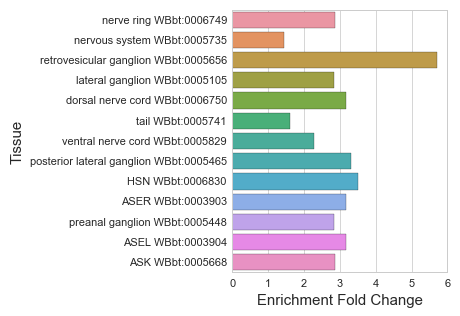 nerve ring WBbt:0006749
nervous system WBbt:0005735
retrovesicular ganglion WBbt:0005656
lateral ganglion WBbt:0005105
dorsal nerve cord WBbt:0006750
tail WBbt:0005741
ventral nerve cord WBbt:0005829
posterior lateral ganglion WBbt:0005465
HSN WBbt:0006830
ASER WBbt:0003903
preanal ganglion WBbt:0005448
ASEL WBbt:0003904
ASK WBbt:0005668
Tissue
0 1 2 3 4 5 6
Enrichment Fold Change